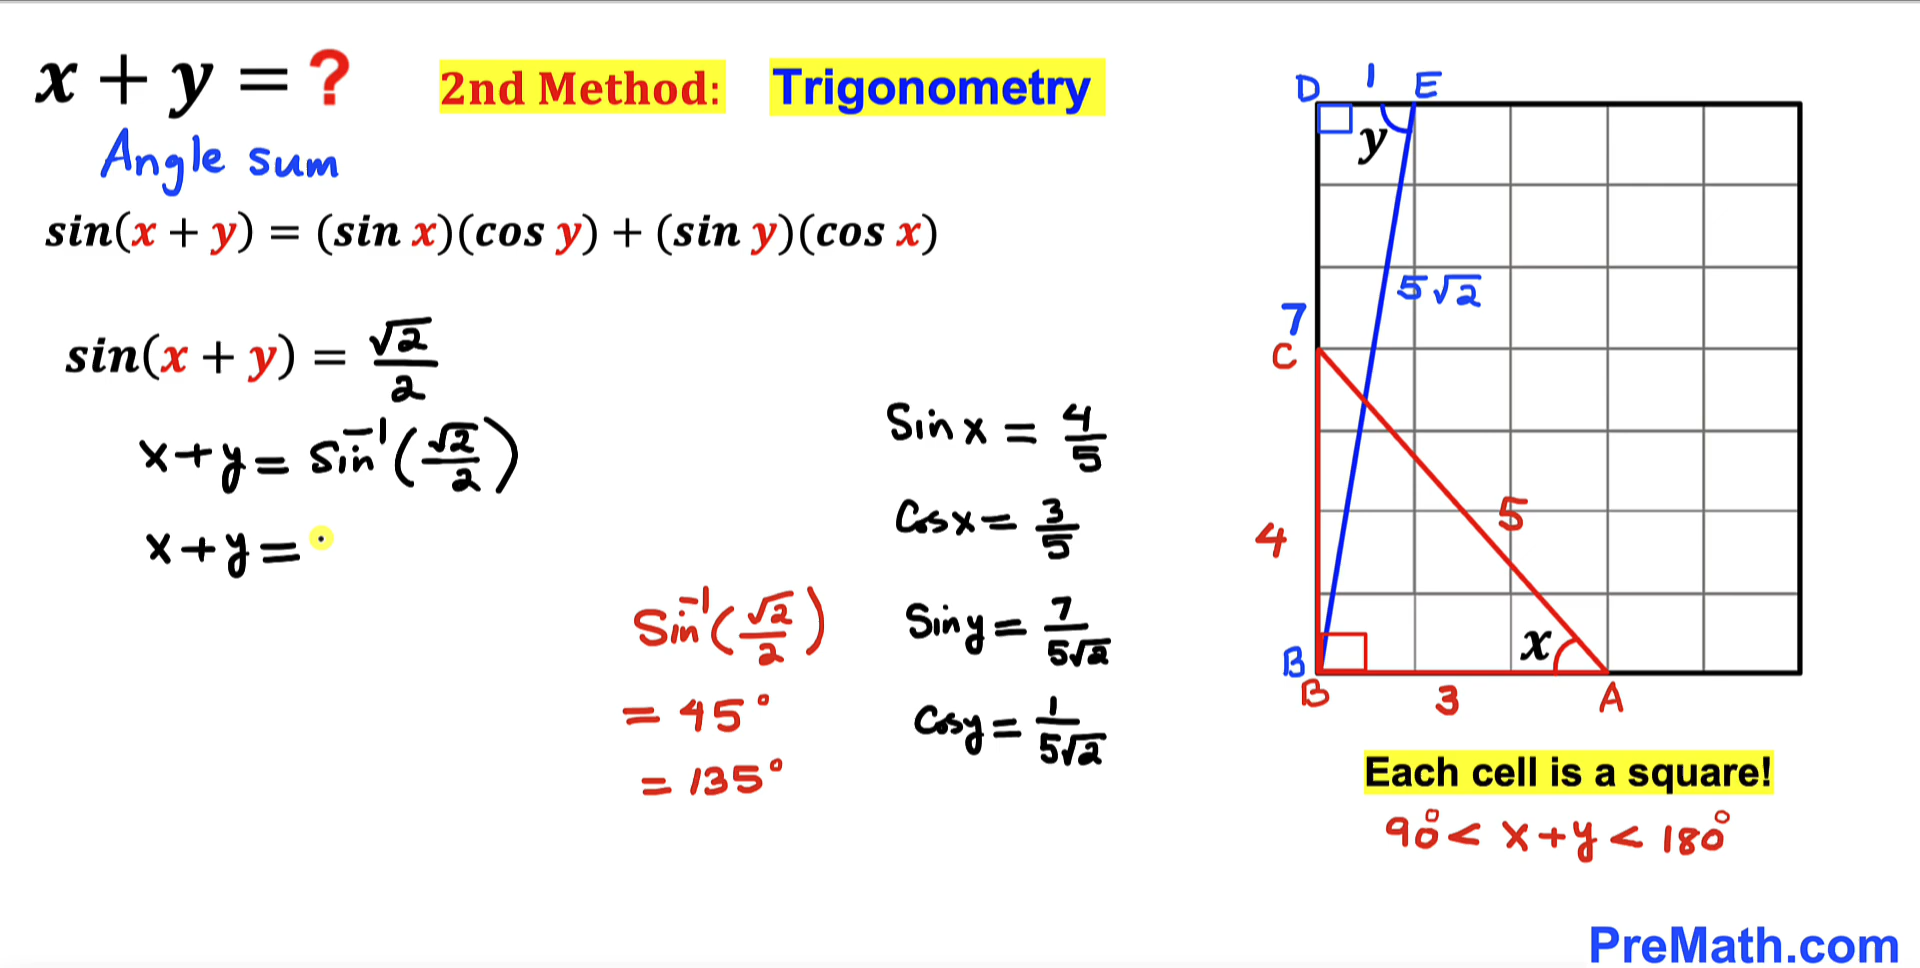 x + y = ?
2nd Method: Trigonometry
Angle sum
sin(x + y) = (sin x)(cos y) + (sin y)(cos x)
sin(x + y) = √2/2
x+y = sin⁻¹(√2/2)
x+y =
Sin⁻¹(√2/2)
= 45°
= 135°
Sin x = 4/5
Cos x = 3/5
Sin y = 7/5√2
Cos y = 1/5√2
D 1 E
y
5√2
7
C
5
4
x
B
B 3 A
Each cell is a square!
90° < x+y < 180°
PreMath.com